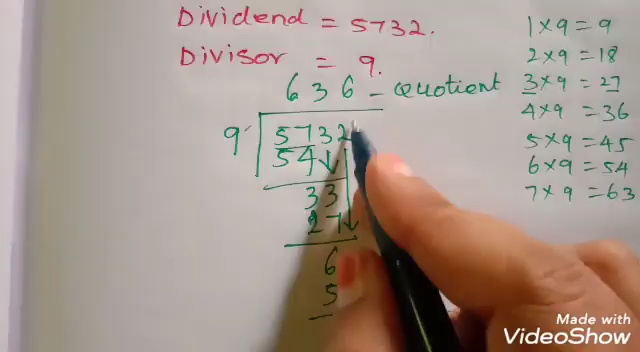 Dividend = 5732.
Divisor = 9.
636 - Quotient
9 5732
54
33
27
6
5
1 x 9 = 9
2 x 9 = 18
3 x 9 = 27
4 x 9 = 36
5 x 9 = 45
6 x 9 = 54
7 x 9 = 63
Made with
VideoShow